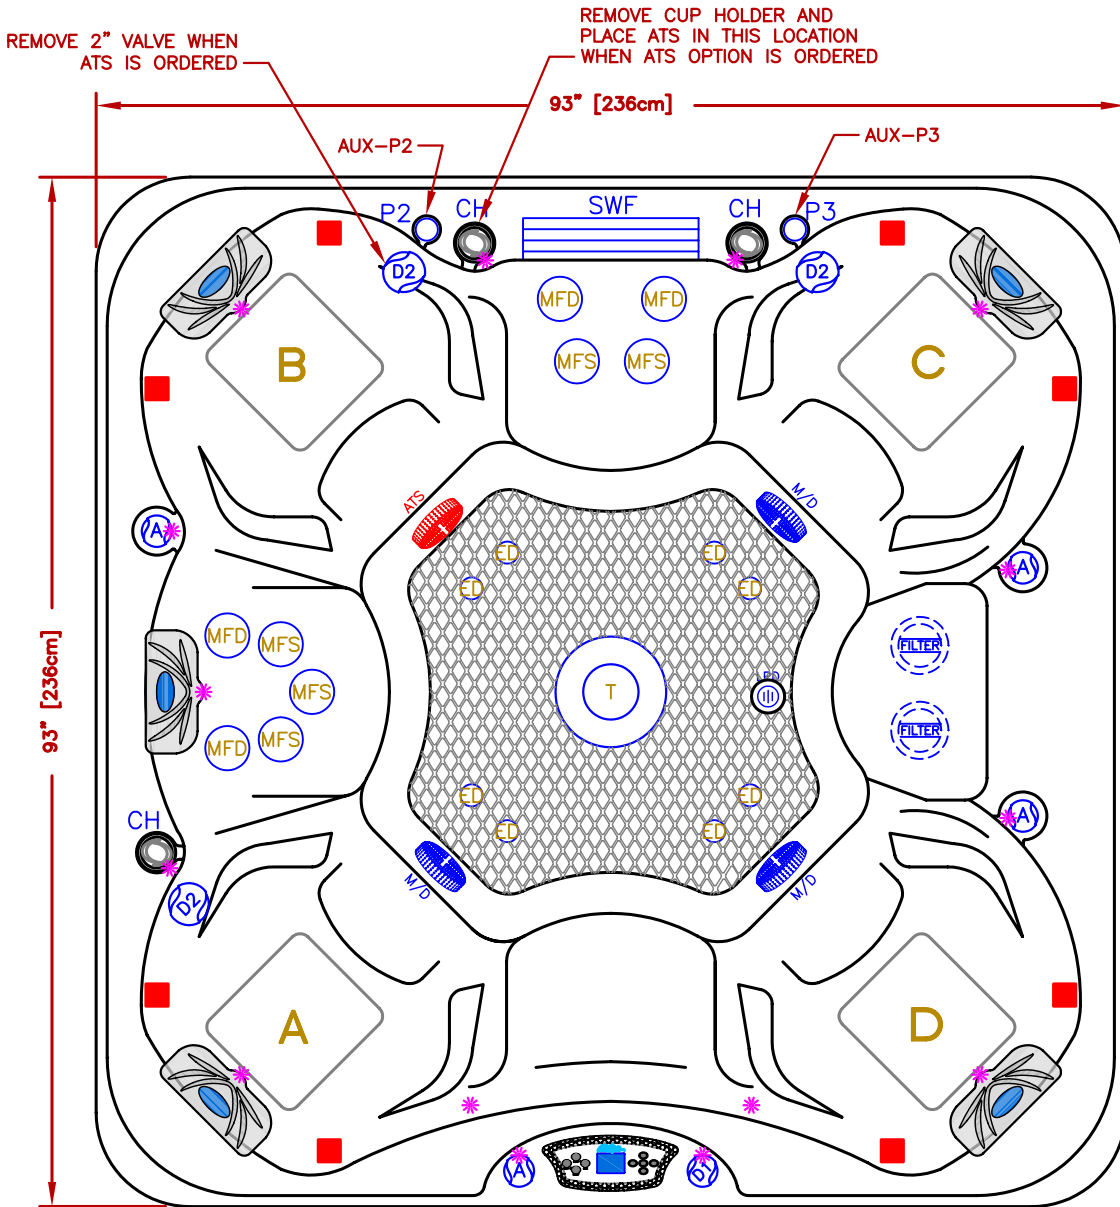 REMOVE CUP HOLDER AND
PLACE ATS IN THIS LOCATION
WHEN ATS OPTION IS ORDERED
REMOVE 2" VALVE WHEN
ATS IS ORDERED
93" [236cm]
AUX-P2
AUX-P3
P2
CH
SWF
CH
P3
D2
D2
MFD
MFD
MFS
MFS
B
C
ATS
M/D
A
A
ED
ED
ED
ED
MFD
MFS
MFS
MFS
MFD
FILTER
FILTER
T
LED
93" [236cm]
ED
ED
ED
ED
CH
A
M/D
M/D
D2
A
D
A
D1